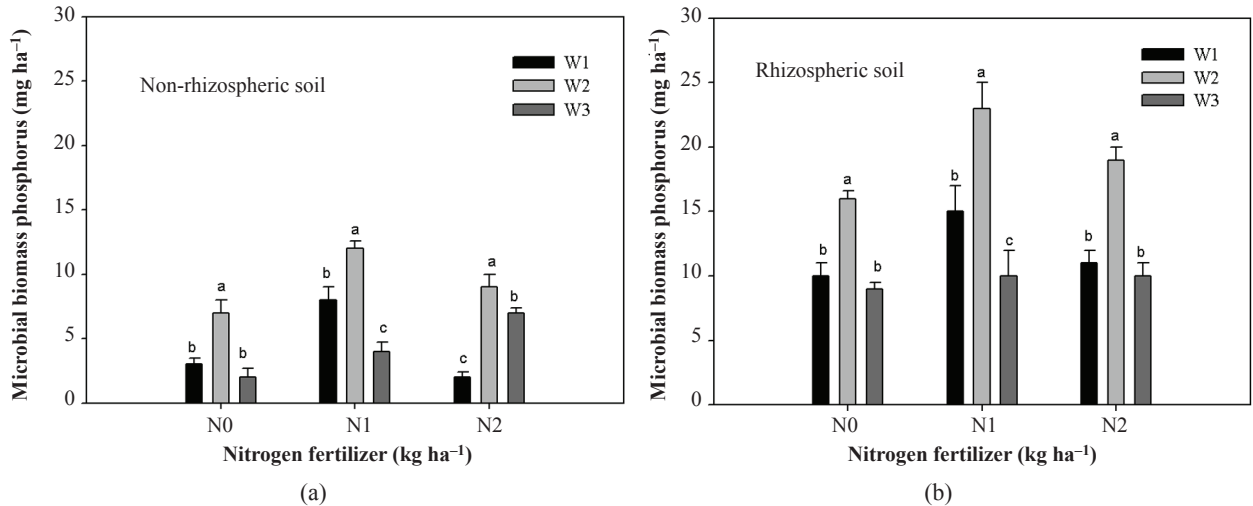 Microbial biomass phosphorus (mg ha⁻¹)
30
25
20
15
10
5
0
Non-rhizospheric soil
W1
W2
W3
b
a
b
b
a
c
c
a
b
N0
N1
N2
Nitrogen fertilizer (kg ha⁻¹)
(a)
Microbial biomass phosphorus (mg ha⁻¹)
30
25
20
15
10
5
0
Rhizospheric soil
W1
W2
W3
b
a
b
b
a
c
b
a
b
N0
N1
N2
Nitrogen fertilizer (kg ha⁻¹)
(b)